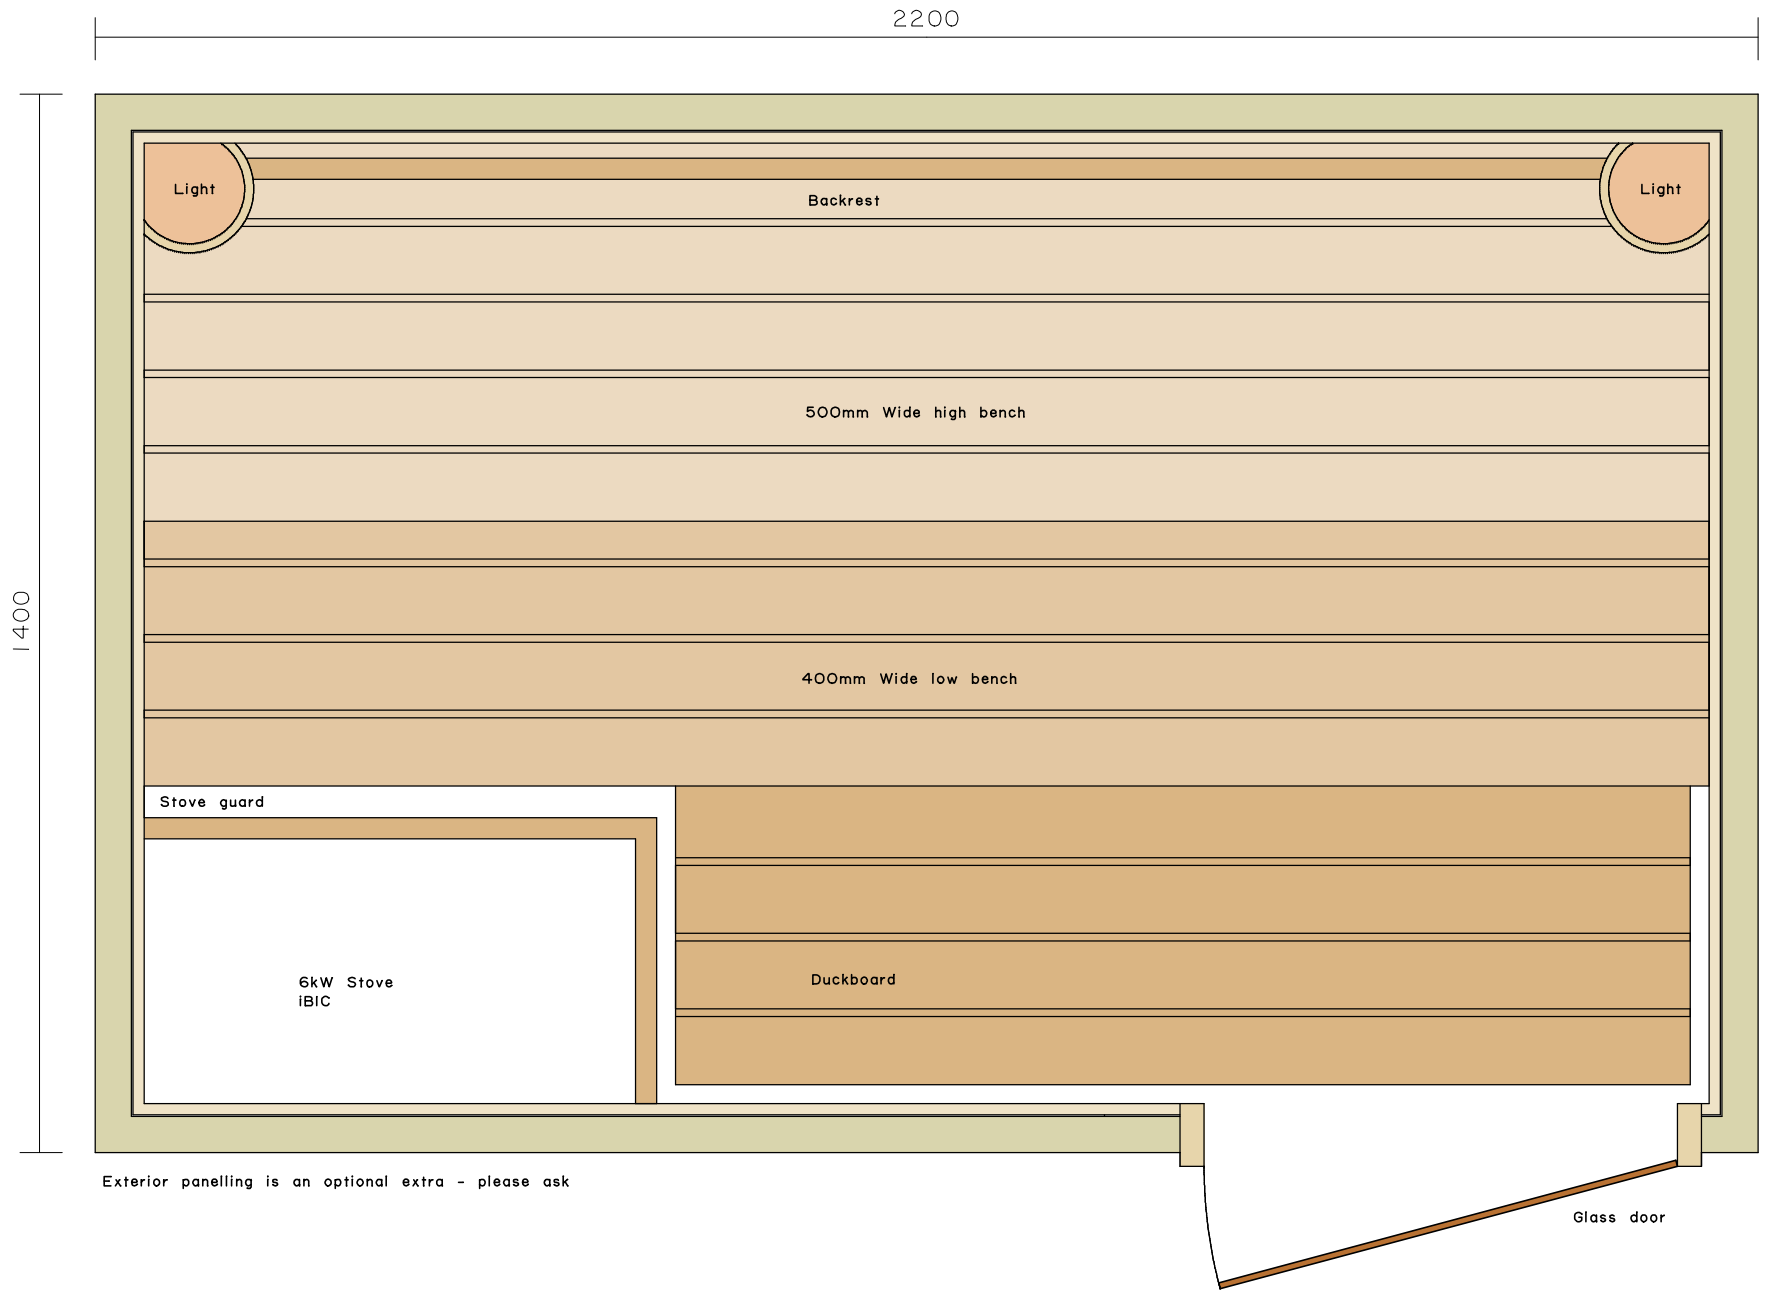 2200
Light
Light
Backrest
500mm Wide high bench
1400
400mm Wide low bench
Stove guard
6kW Stove
iBIC
Duckboard
Exterior panelling is an optional extra - please ask
Glass door